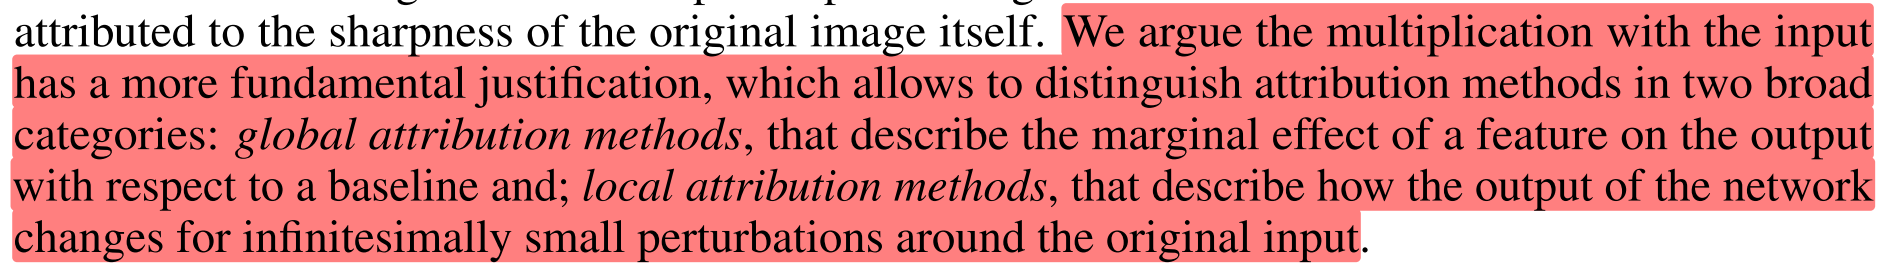 attributed to the sharpness of the original image itself. We argue the multiplication with the input
has a more fundamental justification, which allows to distinguish attribution methods in two broad
categories: global attribution methods, that describe the marginal effect of a feature on the output
with respect to a baseline and; local attribution methods, that describe how the output of the network
changes for infinitesimally small perturbations around the original input.